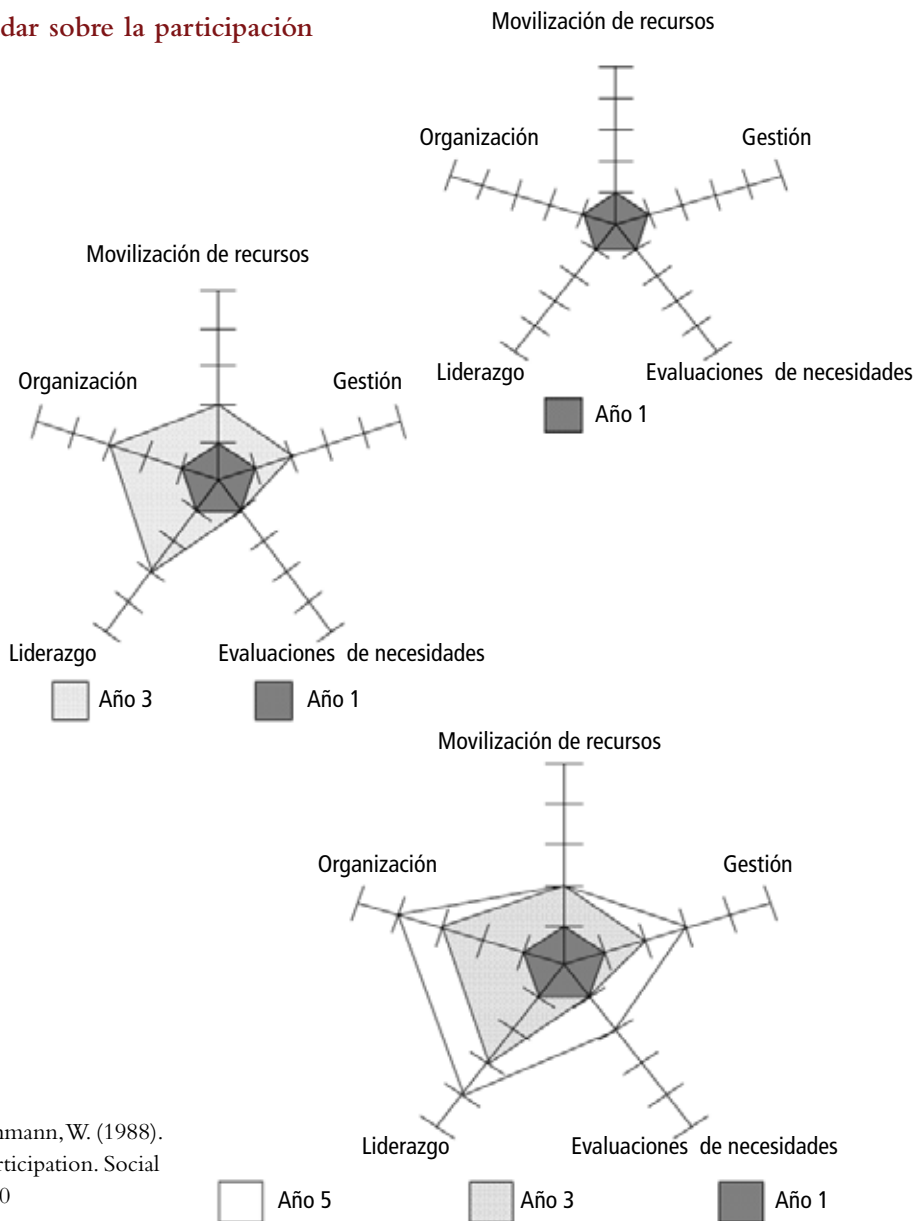 dar sobre la participación
Movilización de recursos
Organización
Gestión
Liderazgo
Evaluaciones de necesidades
Año 1
Movilización de recursos
Organización
Gestión
Liderazgo
Evaluaciones de necesidades
Año 3
Año 1
Movilización de recursos
Organización
Gestión
Liderazgo
Evaluaciones de necesidades
Año 5
Año 3
Año 1
W. (1988).
Social